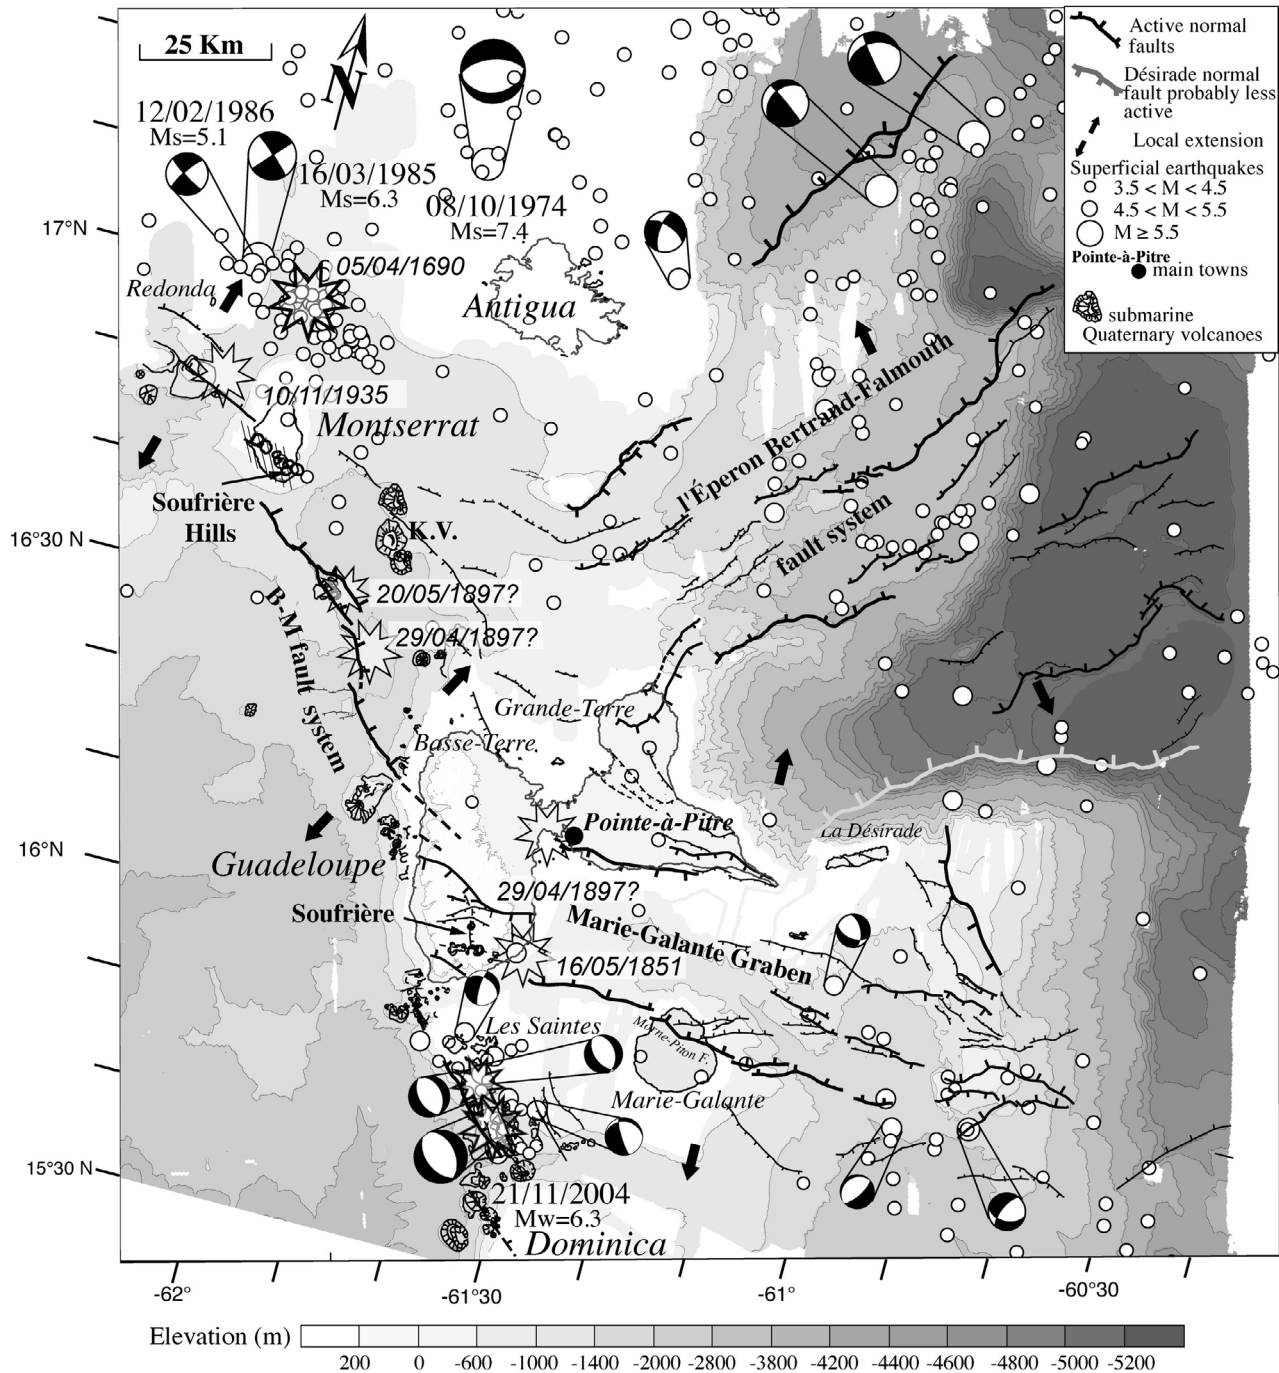 25 Km
N
12/02/1986
Ms=5.1
16/03/1985
Ms=6.3
08/10/1974
Ms=7.4
Active normal
faults
Désirade normal
fault probably less
active
Local extension
Superficial earthquakes
3.5 < M < 4.5
4.5 < M < 5.5
M ≥ 5.5
Pointe-à-Pitre
main towns
submarine
Quaternary volcanoes
17°N
05/04/1690
Redonda
Antigua
10/11/1935
Montserrat
l'Éperon Bertrand-Falmouth
fault system
Soufrière
Hills
K.V.
16°30 N
20/05/1897?
29/04/1897?
B-M fault system
Grande-Terre
Basse-Terre
Pointe-à-Pitre
La Désirade
16°N
Guadeloupe
29/04/1897?
Soufrière
Marie-Galante Graben
16/05/1851
Les Saintes
Morne-Piton F.
Marie-Galante
15°30 N
21/11/2004
Mw=6.3
Dominica
-62° -61°30 -61° -60°30
Elevation (m)
200 0 -600 -1000 -1400 -2000 -2800 -3800 -4200 -4400 -4600 -4800 -5000 -5200